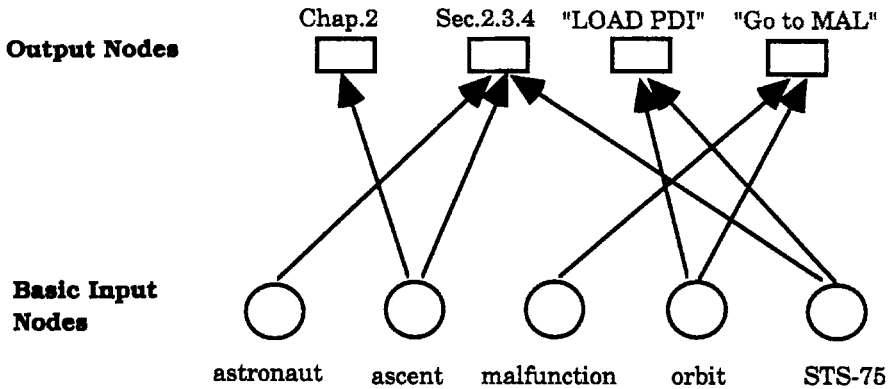 Chap.2 Sec.2.3.4 "LOAD PDI" "Go to MAL"
Output Nodes
Basic Input
Nodes
astronaut ascent malfunction orbit STS-75